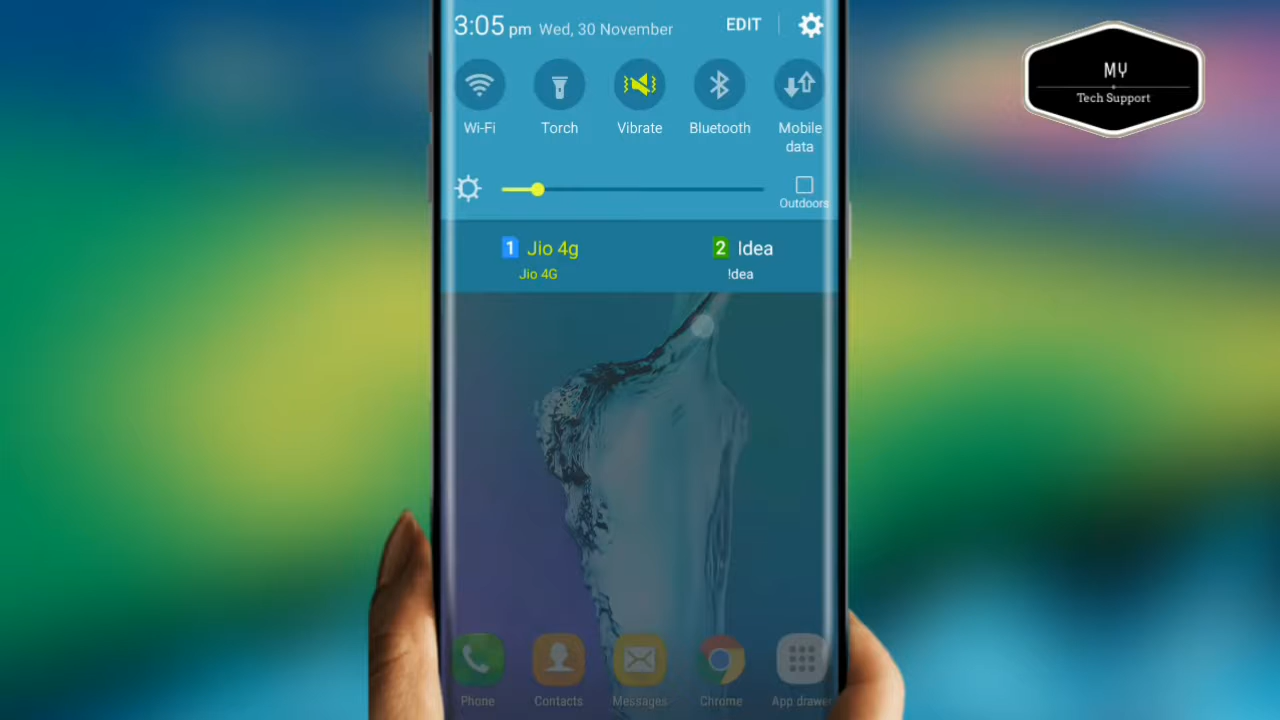 3:05 pm Wed, 30 November EDIT
MY
Tech Support
Wi-Fi Torch Vibrate Bluetooth Mobile data
Outdoors
1 Jio 4g 2 Idea
Jio 4G !dea
Phone Contacts Messages Chrome App drawer